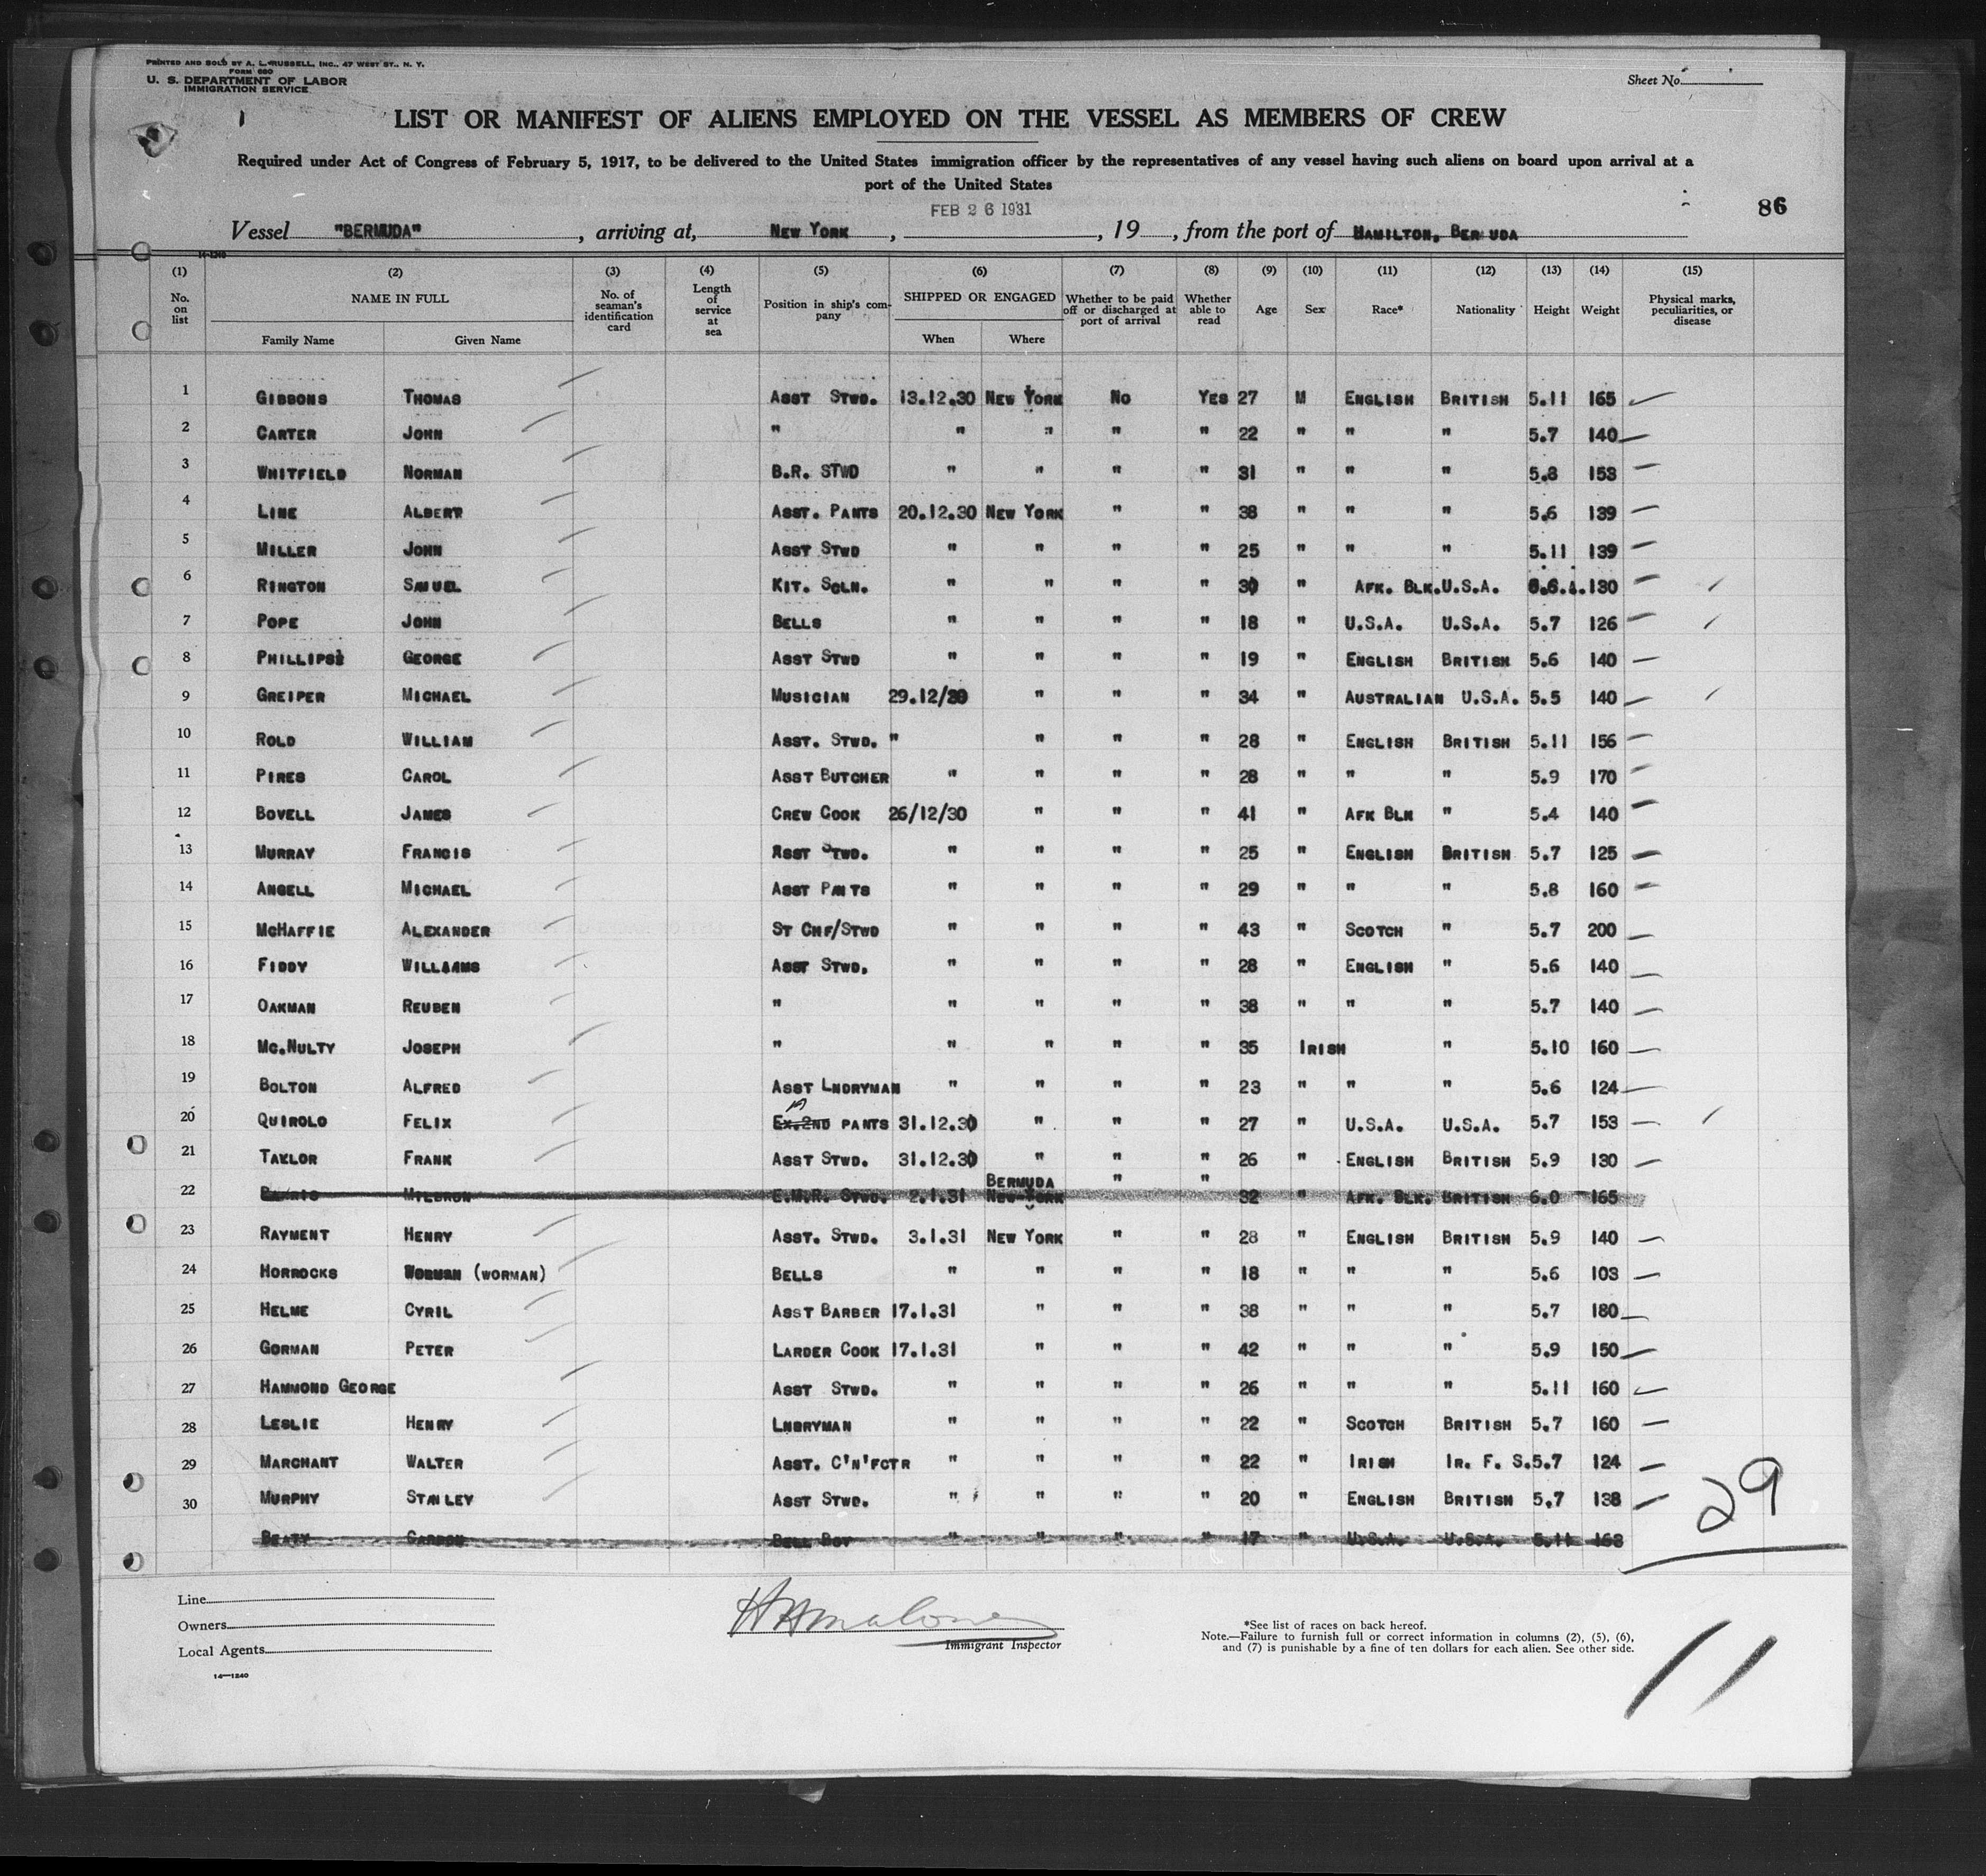 PRINTED AND SOLD BY A. L. RUSSELL, INC., 47 WEST ST., N. Y.
FORM 680
U. S. DEPARTMENT OF LABOR
IMMIGRATION SERVICE
Sheet No.
LIST OR MANIFEST OF ALIENS EMPLOYED ON THE VESSEL AS MEMBERS OF CREW
Required under Act of Congress of February 5, 1917, to be delivered to the United States immigration officer by the representatives of any vessel having such aliens on board upon arrival at a
port of the United States
FEB 26 1931
86
Vessel "BERMUDA", arriving at, NEW YORK, , 19 , from the port of HAMILTON, BERMUDA
14-1240
(1) (2) (3) (4) (5) (6) (7) (8) (9) (10) (11) (12) (13) (14) (15)
No. on list NAME IN FULL No. of seaman's identification card Length of service at sea Position in ship's company SHIPPED OR ENGAGED Whether to be paid off or discharged at port of arrival Whether able to read Age Sex Race* Nationality Height Weight Physical marks, peculiarities, or disease
Family Name Given Name When Where
1 GIBBONS THOMAS ASST STWD. 13.12.30 NEW YORK NO YES 27 M ENGLISH BRITISH 5.11 165
2 CARTER JOHN " " " " " 22 " " " 5.7 140
3 WHITFIELD NORMAN B.R. STWD " " " " 31 " " " 5.8 153
4 LINE ALBERT ASST. PANTS 20.12.30 NEW YORK " " 38 " " " 5.6 139
5 MILLER JOHN ASST STWD " " " " 25 " " " 5.11 139
6 RINGTON SAMUEL KIT. SCLN. " " " " 30 " AFK. BLK. U.S.A. 130
7 POPE JOHN BELLS " " " " 18 " U.S.A. U.S.A. 5.7 126
8 PHILLIPS GEORGE ASST STWD " " " " 19 " ENGLISH BRITISH 5.6 140
9 GREIPER MICHAEL MUSICIAN 29.12/30 " " " 34 " AUSTRALIAN U.S.A. 5.5 140
10 ROLD WILLIAM ASST. STWD. " " " " 28 " ENGLISH BRITISH 5.11 156
11 PIRES CAROL ASST BUTCHER " " " " 28 " " " 5.9 170
12 BOVELL JAMES CREW COOK 26/12/30 " " " 41 " AFK BLK " 5.4 140
13 MURRAY FRANCIS ASST STWD. " " " " 25 " ENGLISH BRITISH 5.7 125
14 ANGELL MICHAEL ASST PANTS " " " " 29 " " " 5.8 160
15 MCHAFFIE ALEXANDER ST CHF/STWD " " " " 43 " SCOTCH " 5.7 200
16 FIDDY WILLIAMS ASST STWD. " " " " 28 " ENGLISH " 5.6 140
17 OAKMAN REUBEN " " " " " 38 " " " 5.7 140
18 MC.NULTY JOSEPH " " " " " 35 IRISH " 5.10 160
19 BOLTON ALFRED ASST LNDRYMAN " " " " 23 " " " 5.6 124
20 QUIROLO FELIX EX.2ND PANTS 31.12.30 " " " 27 " U.S.A. U.S.A. 5.7 153
21 TAYLOR FRANK ASST STWD. 31.12.30 " " " 26 " ENGLISH BRITISH 5.9 130
BERMUDA
22 E.M.R. STWD. 2.1.31 NEW YORK " " 32 " AFK. BLK. BRITISH 6.0 165
23 RAYMENT HENRY ASST. STWD. 3.1.31 NEW YORK " " 28 " ENGLISH BRITISH 5.9 140
24 HORROCKS (WORMAN) BELLS " " " " 18 " " " 5.6 103
25 HELME CYRIL ASST BARBER 17.1.31 " " " 38 " " " 5.7 180
26 GORMAN PETER LARDER COOK 17.1.31 " " " 42 " " " 5.9 150
27 HAMMOND GEORGE ASST STWD. " " " " 26 " " " 5.11 160
28 LESLIE HENRY LNDRYMAN " " " " 22 " SCOTCH BRITISH 5.7 160
29 MARCHANT WALTER ASST. C'N'FCTR " " " " 22 " IRISH IR. F. S. 5.7 124
30 MURPHY STANLEY ASST STWD. " " " " 20 " ENGLISH BRITISH 5.7 138
BEATY BELL BOY " " " " 17 " U.S.A. U.S.A. 5.11 168
29
Line
Owners
Local Agents
14—1240
H Malone
Immigrant Inspector
*See list of races on back hereof.
Note.—Failure to furnish full or correct information in columns (2), (5), (6),
and (7) is punishable by a fine of ten dollars for each alien. See other side.
11